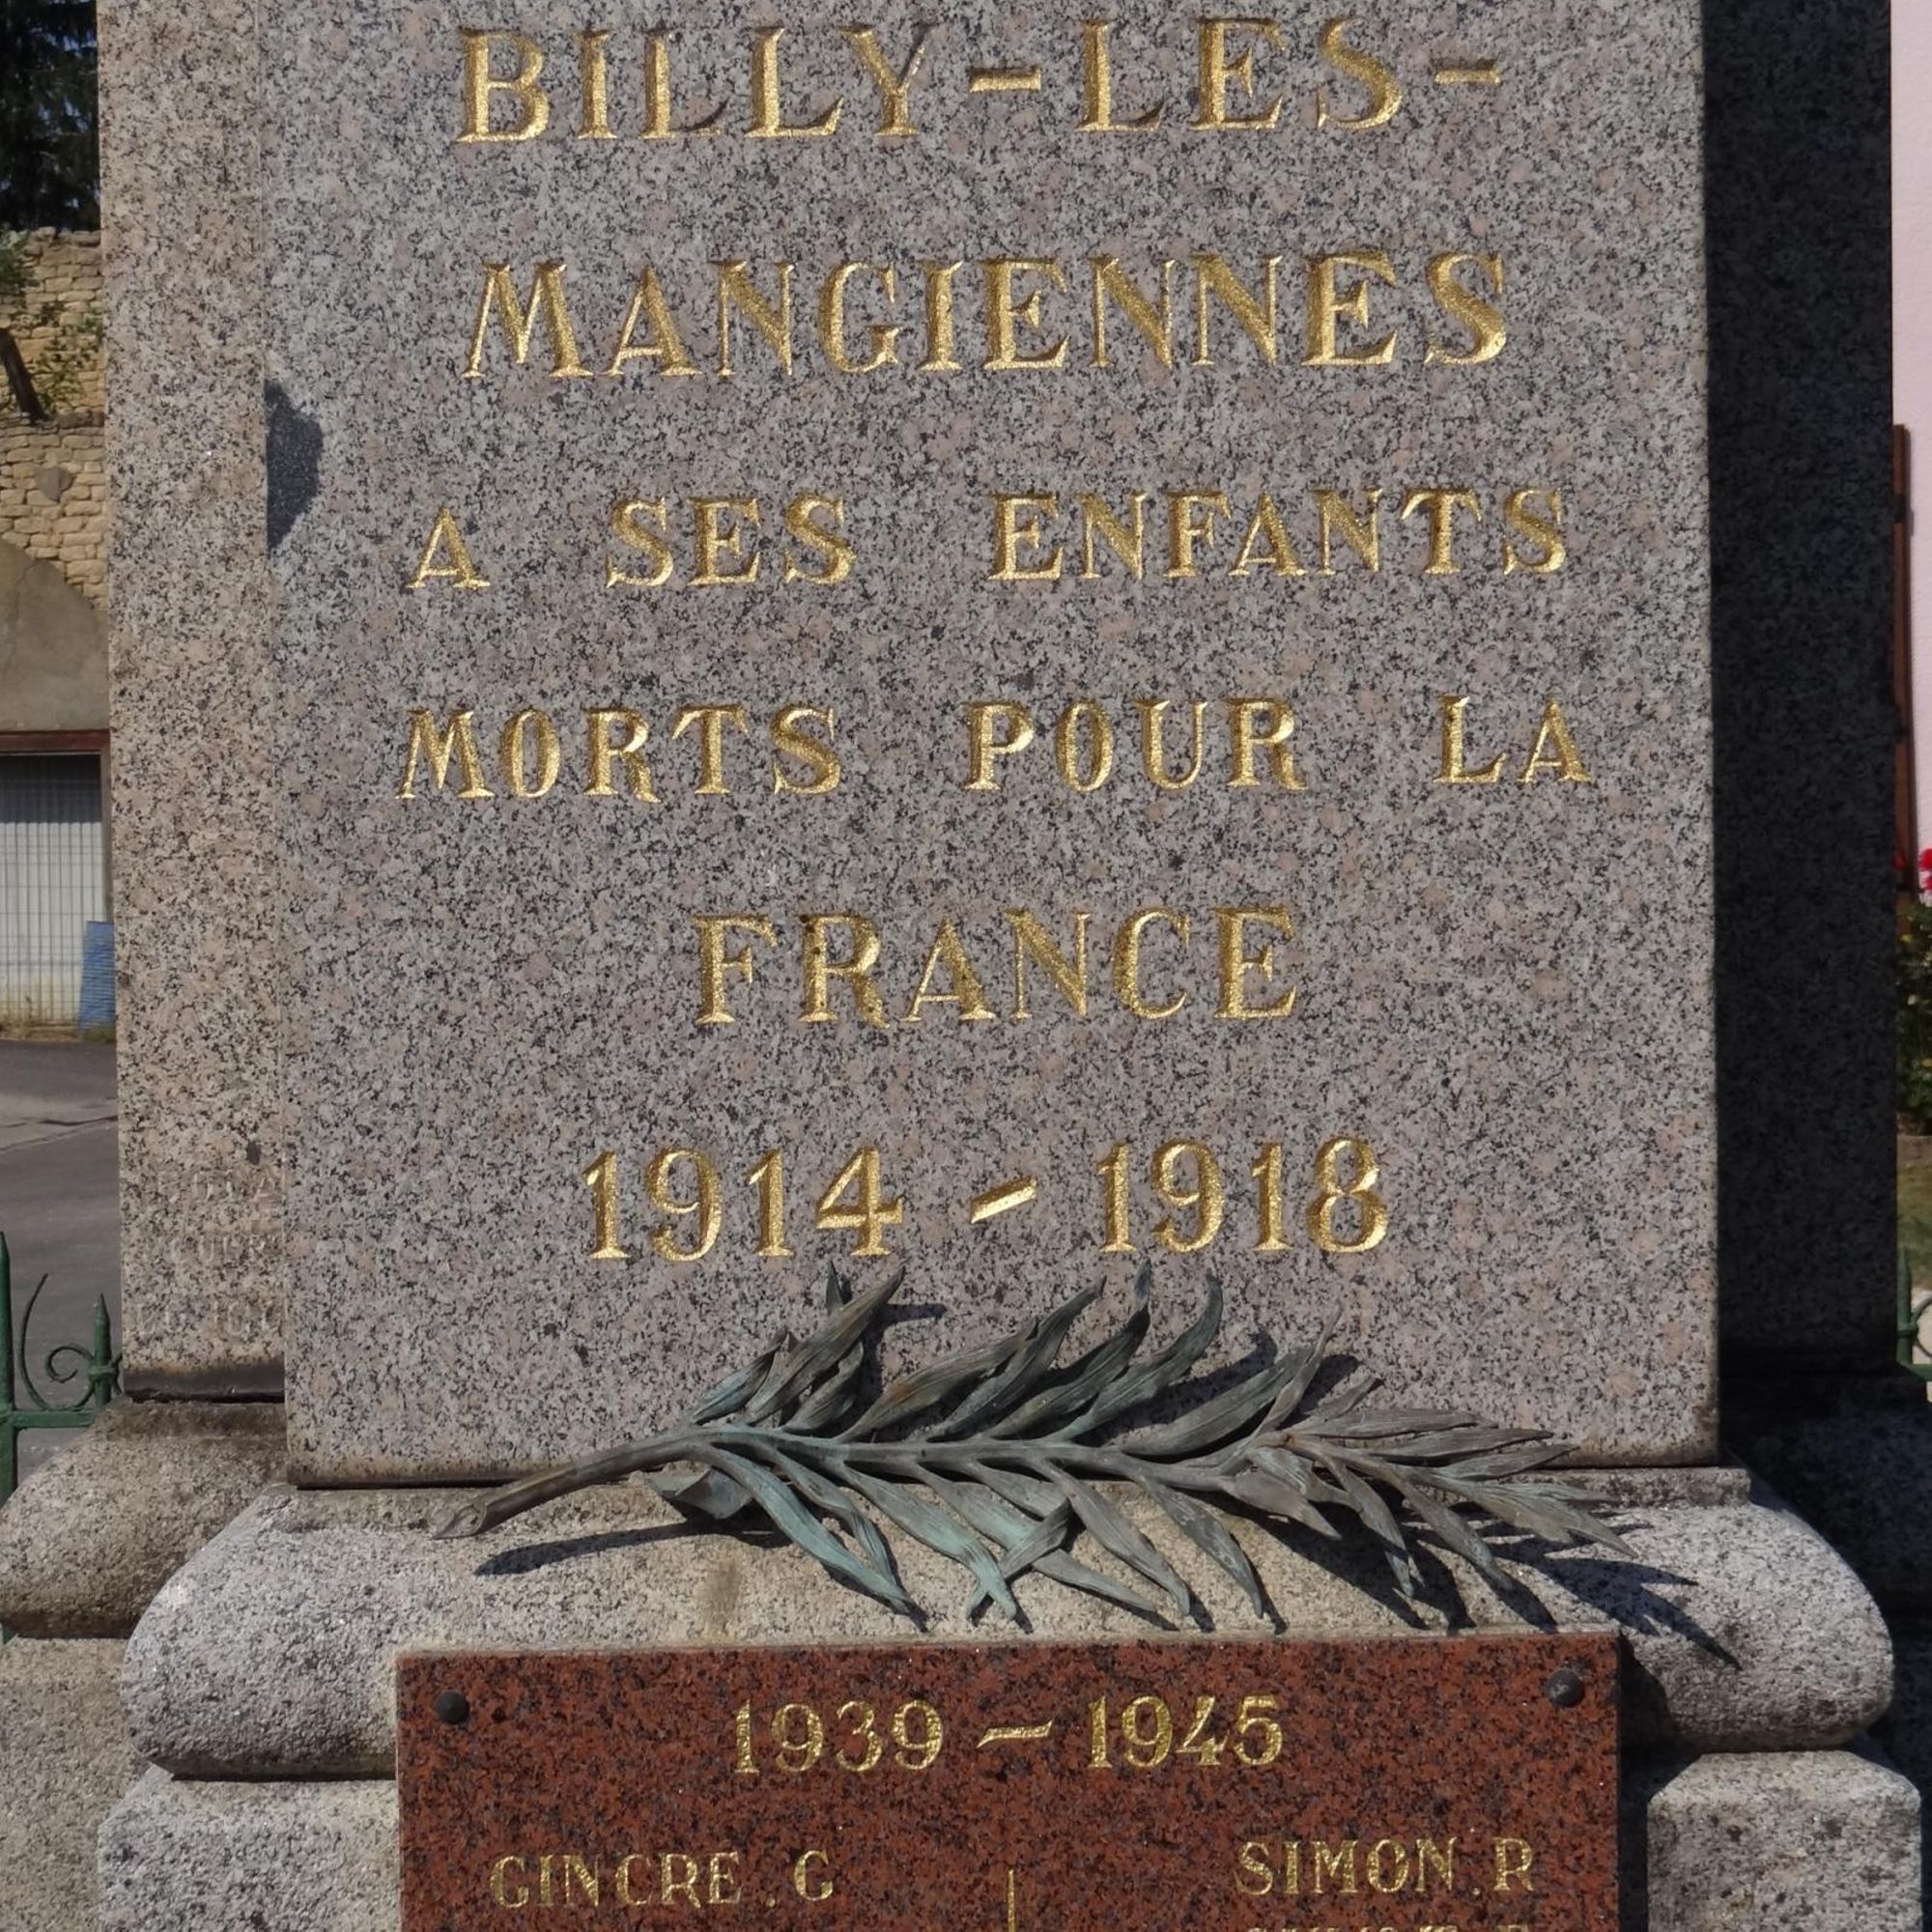 BILLY-LES-
MANGIENNES
A SES ENFANTS
MORTS POUR LA
FRANCE
1914 - 1918
1939 - 1945
GINCRE.G
SIMON.R